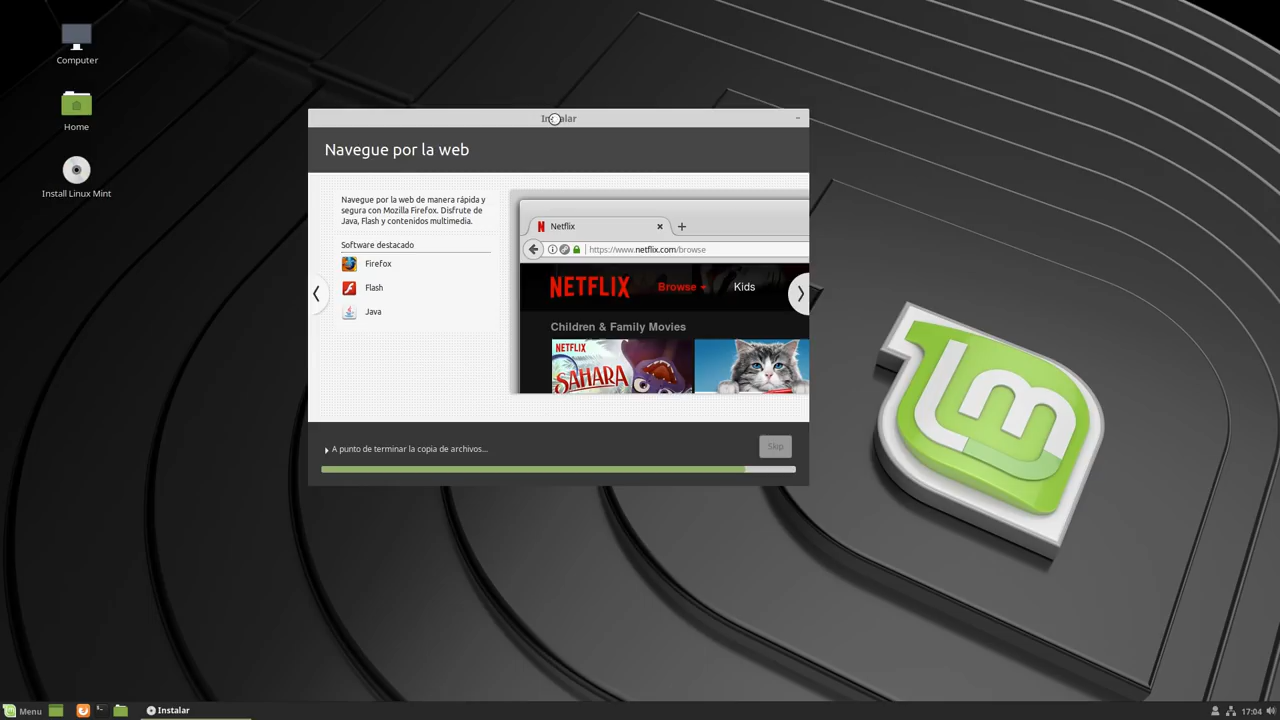 Computer
Home
Install Linux Mint
Instalar
Navegue por la web
Navegue por la web de manera rápida y
segura con Mozilla Firefox. Disfrute de
Java, Flash y contenidos multimedia.
Software destacado
Firefox
Flash
Java
Netflix
https://www.netflix.com/browse
NETFLIX
Browse
Kids
Children & Family Movies
NETFLIX
SAHARA
A punto de terminar la copia de archivos...
Skip
Menu
Instalar
17:04